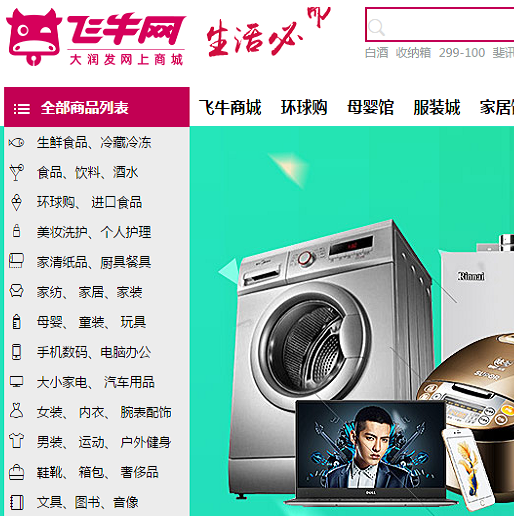 飞牛网
大润发网上商城
生活必
白酒 收纳箱 299-100 斐讯
全部商品列表
飞牛商城 环球购 母婴馆 服装城 家居
生鲜食品、冷藏冷冻
食品、饮料、酒水
环球购、 进口食品
美妆洗护、个人护理
家清纸品、厨具餐具
家纺、 家居、家装
母婴、 童装、 玩具
手机数码、电脑办公
大小家电、 汽车用品
女装、 内衣、 腕表配饰
男装、 运动、 户外健身
鞋靴、 箱包、 奢侈品
文具、图书、音像
Rinnai
SUPOR
DELL